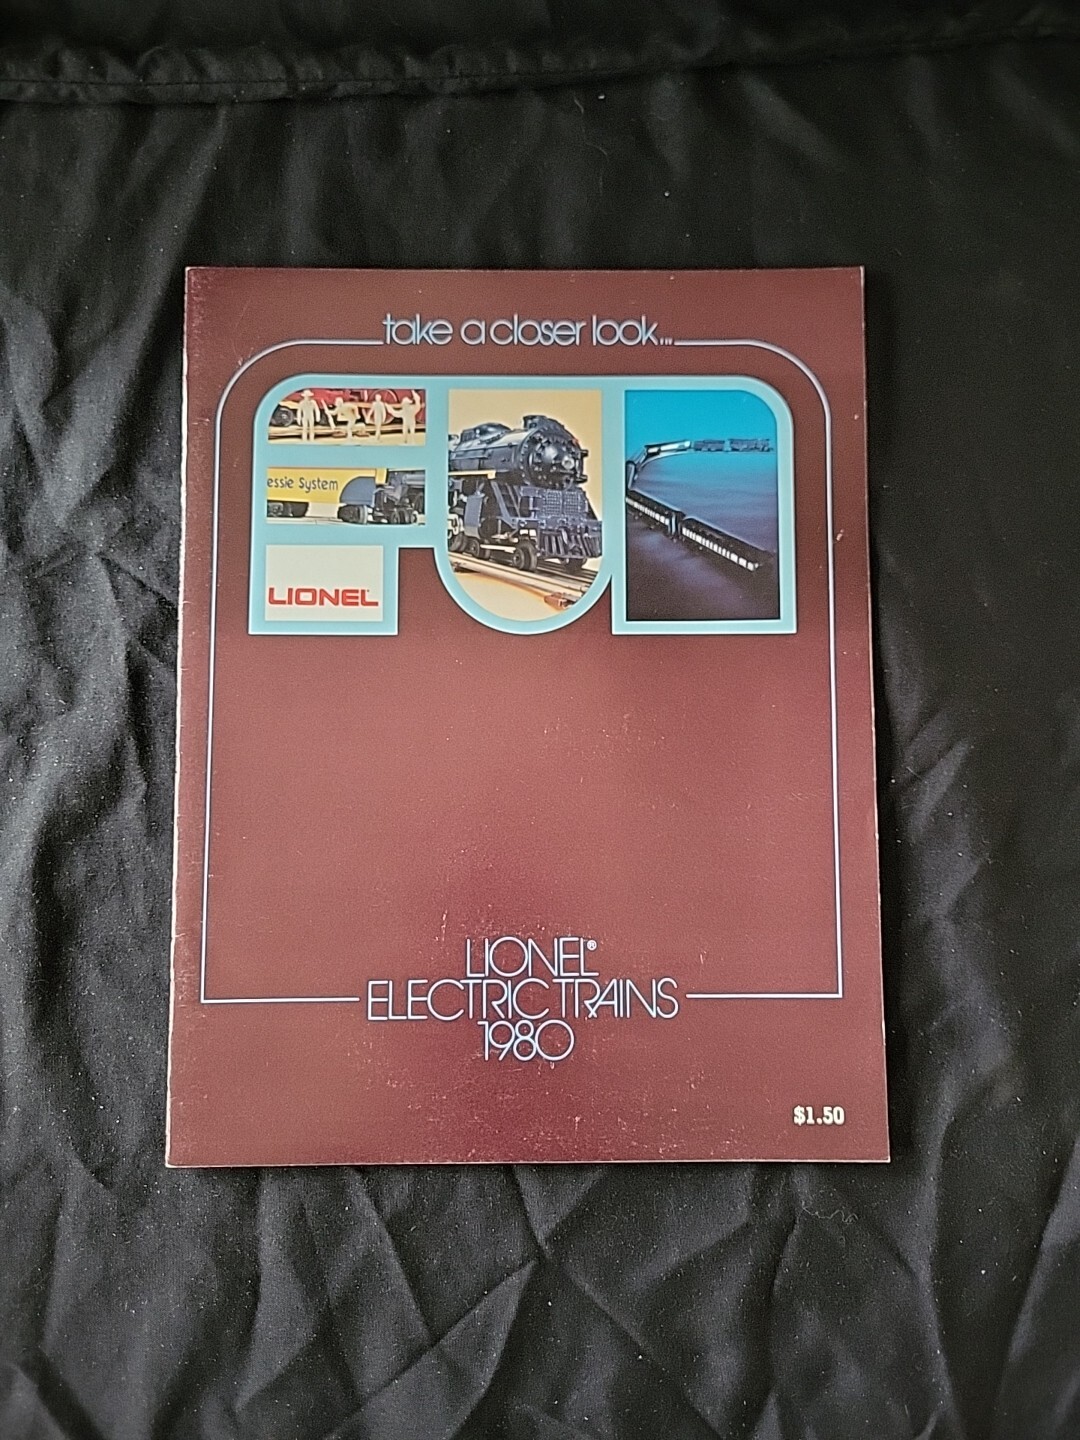 take a closer look...
essie System
LIONEL
LIONEL®
ELECTRIC TRAINS
1980
$1.50